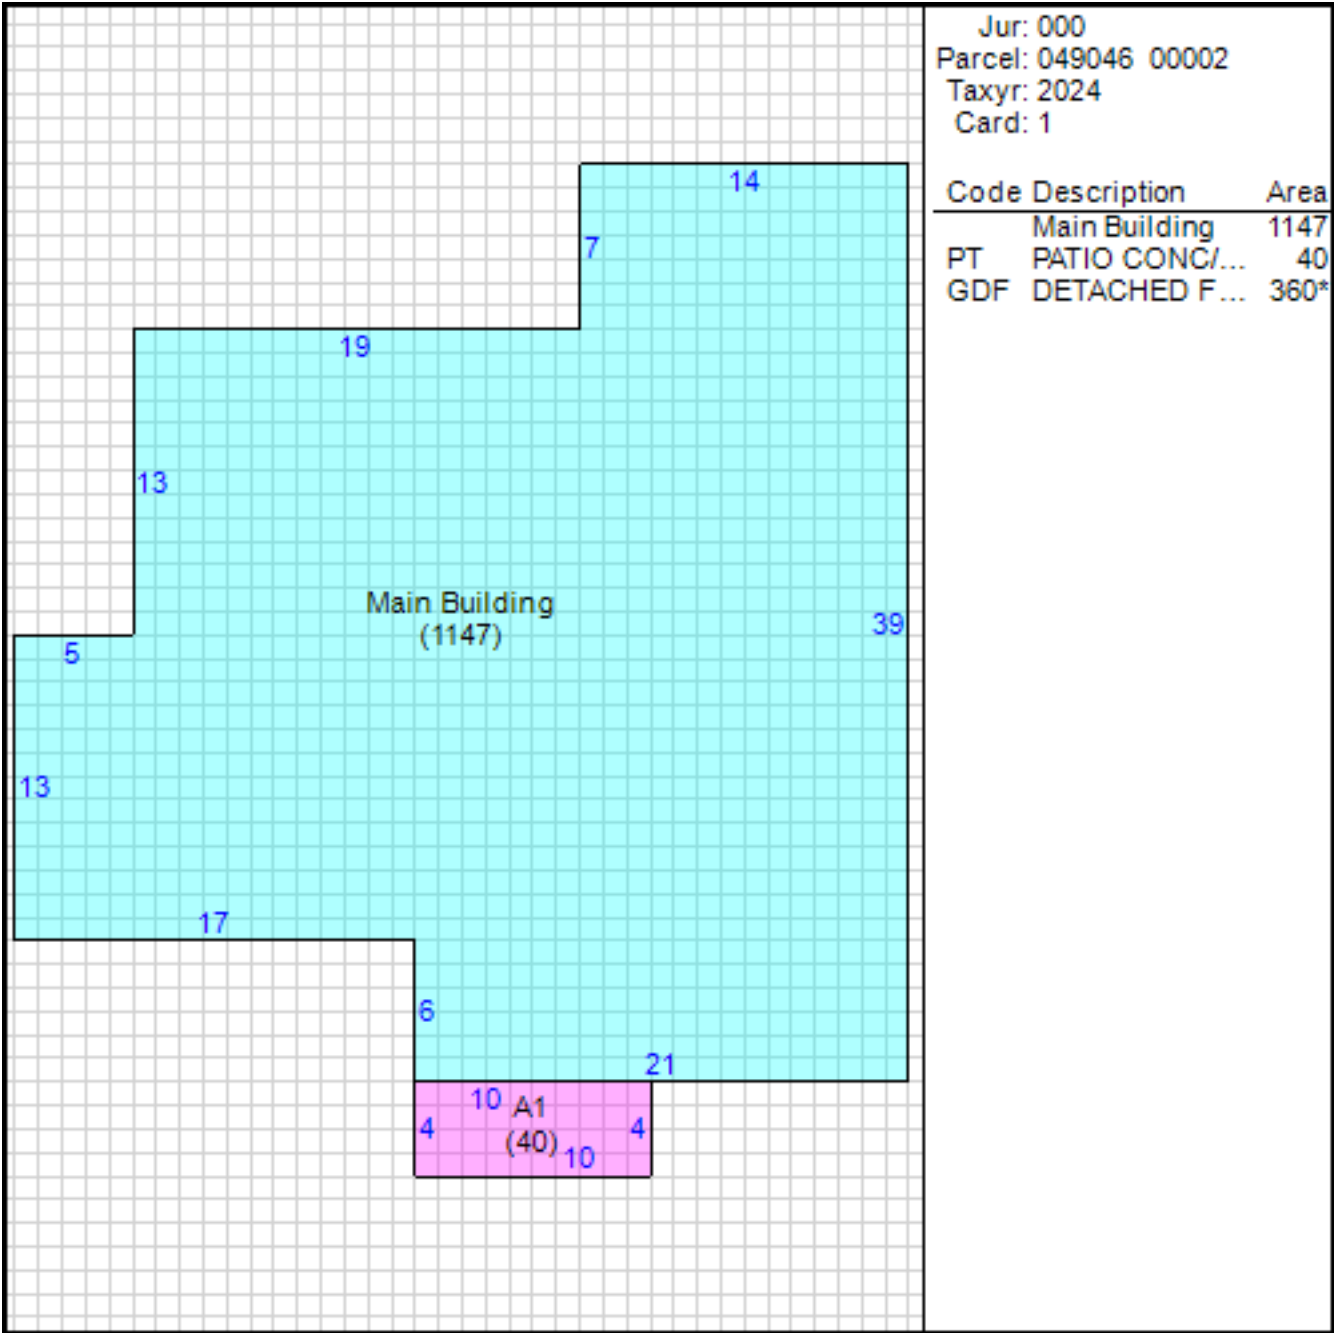 Jur: 000
Parcel: 049046 00002
Taxyr: 2024
Card: 1
Code Description Area
Main Building 1147
PT PATIO CONC/... 40
GDF DETACHED F... 360*
14
7
19
13
Main Building
(1147)
39
5
13
17
6
21
10
A1
4
4
(40)
10